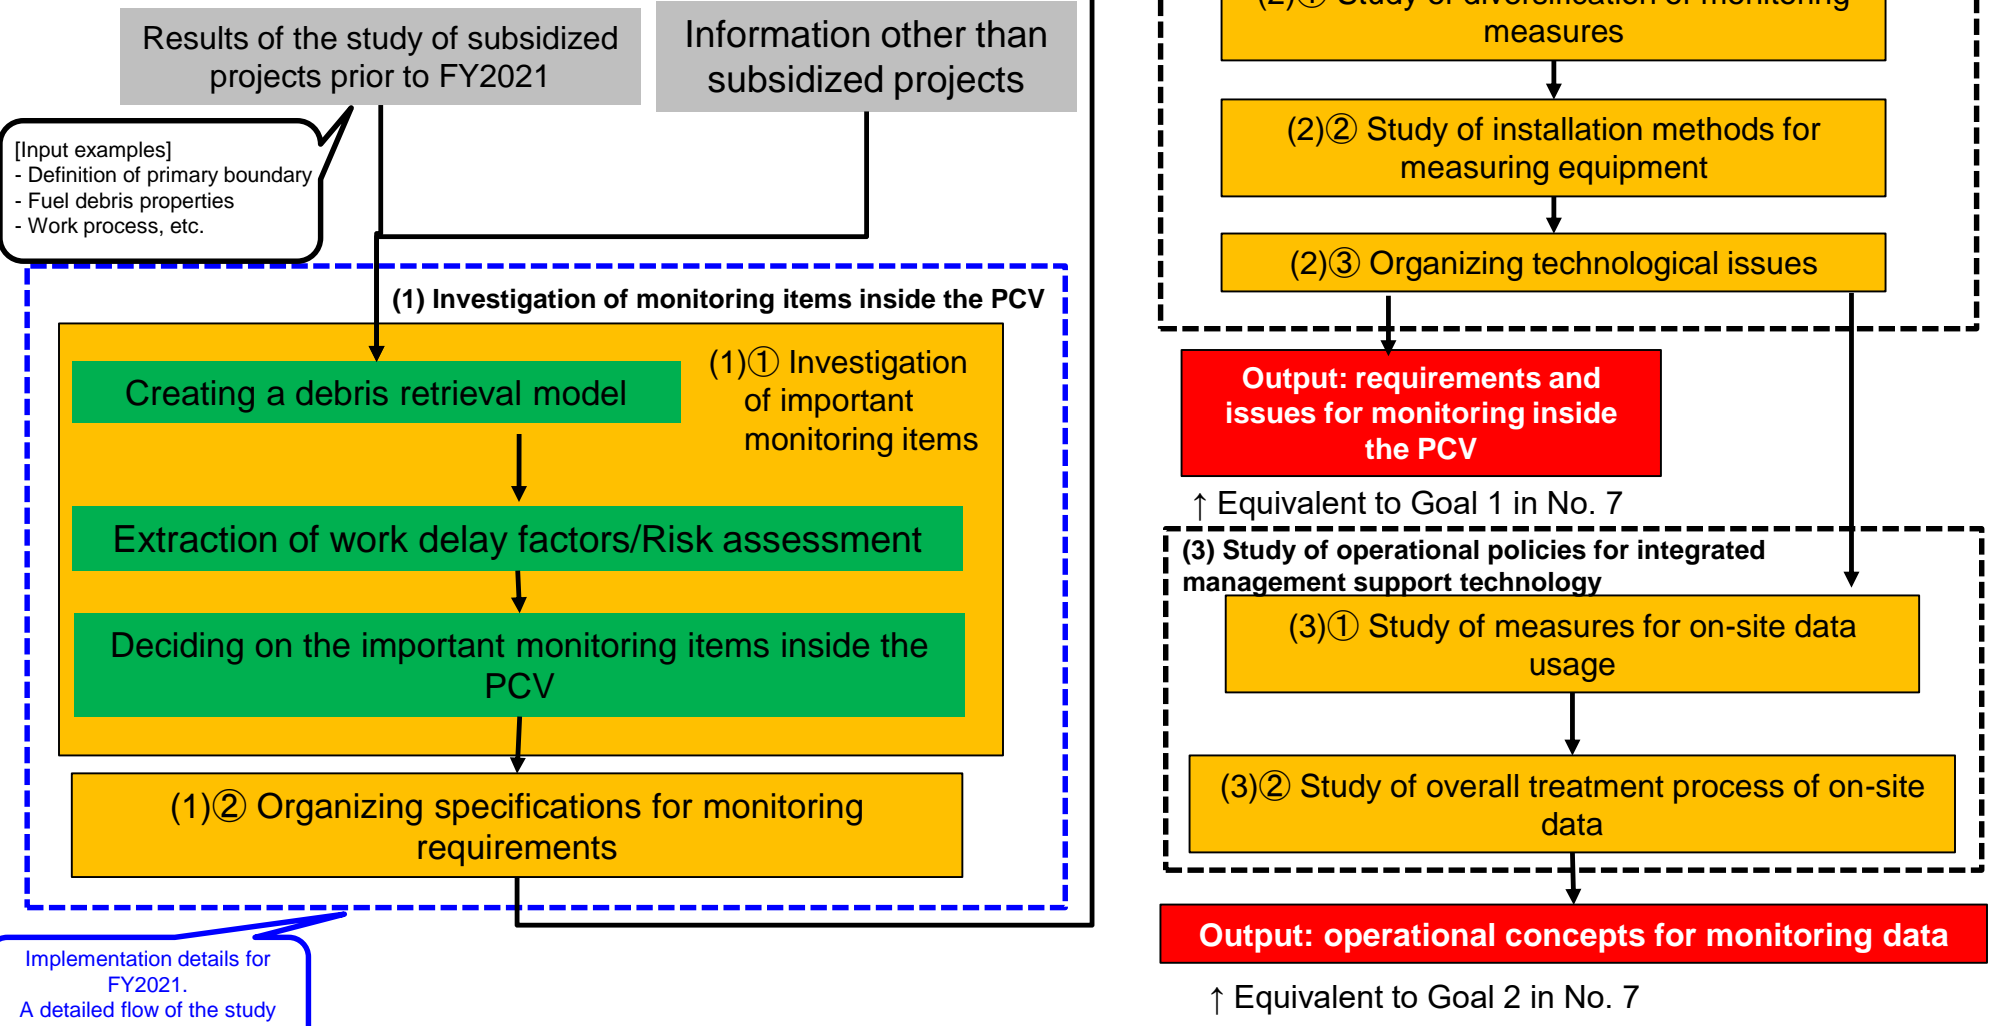 Results of the study of subsidized
projects prior to FY2021
Information other than
subsidized projects
[Input examples]
- Definition of primary boundary
- Fuel debris properties
- Work process, etc.
(1) Investigation of monitoring items inside the PCV
(1)① Investigation
of important
monitoring items
Creating a debris retrieval model
Extraction of work delay factors/Risk assessment
Deciding on the important monitoring items inside the
PCV
(1)② Organizing specifications for monitoring
requirements
Implementation details for
FY2021.
A detailed flow of the study
(2)① Study of diversification of monitoring
measures
(2)② Study of installation methods for
measuring equipment
(2)③ Organizing technological issues
Output: requirements and
issues for monitoring inside
the PCV
↑ Equivalent to Goal 1 in No. 7
(3) Study of operational policies for integrated
management support technology
(3)① Study of measures for on-site data
usage
(3)② Study of overall treatment process of on-site
data
Output: operational concepts for monitoring data
↑ Equivalent to Goal 2 in No. 7